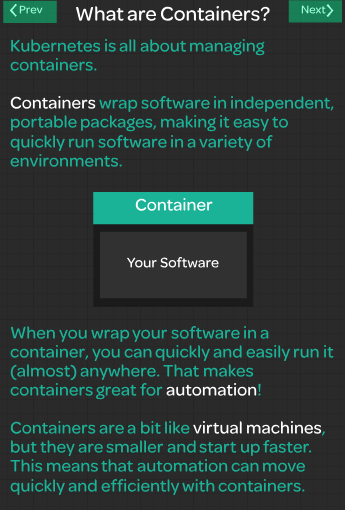 Prev
What are Containers?
Next
Kubernetes is all about managing
containers.
Containers wrap software in independent,
portable packages, making it easy to
quickly run software in a variety of
environments.
Container
Your Software
When you wrap your software in a
container, you can quickly and easily run it
(almost) anywhere. That makes
containers great for automation!
Containers are a bit like virtual machines,
but they are smaller and start up faster.
This means that automation can move
quickly and efficiently with containers.